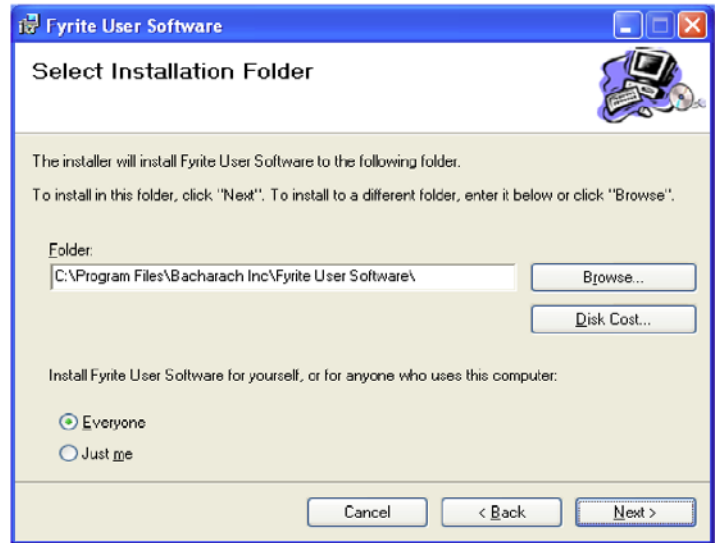 Fyrite User Software
Select Installation Folder
The installer will install Fyrite User Software to the following folder.
To install in this folder, click "Next". To install to a different folder, enter it below or click "Browse".
Folder:
C:\Program Files\Bacharach Inc\Fyrite User Software\
Browse...
Disk Cost...
Install Fyrite User Software for yourself, or for anyone who uses this computer:
Everyone
Just me
Cancel
< Back
Next >